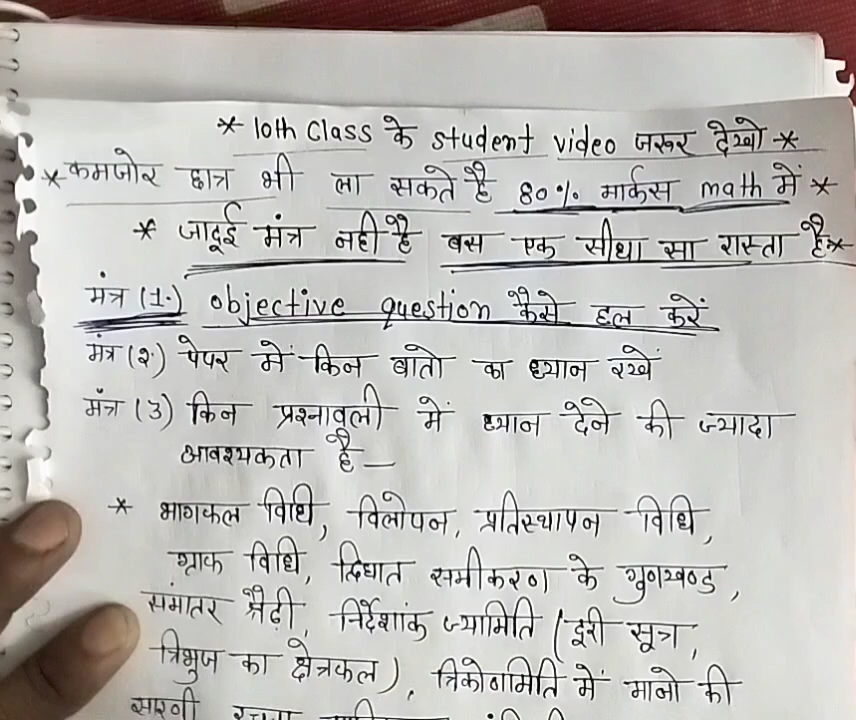 * 10th Class के student video जरूर देखो *
* कमजोर छात्र भी ला सकते है 80% मार्कस math में *
* जादूई मंत्र नही है बस एक सीधा सा रास्ता है *
मंत्र (1.) objective question कैसे हल करें
मंत्र (२.) पेपर में किन बातो का ध्यान रखें
मंत्र (3) किन प्रश्नावली में ध्यान देने की ज्यादा
आवश्यकता है —
* भागफल विधि, विलोपन, प्रतिस्थापन विधि,
ग्राफ विधि, द्विघात समीकरण के गुणखण्ड,
समांतर श्रैढ़ी, निर्देशांक ज्यामिति (दूरी सूत्र,
त्रिभुज का क्षेत्रफल), त्रिकोणमिति में मानो की
सारणी